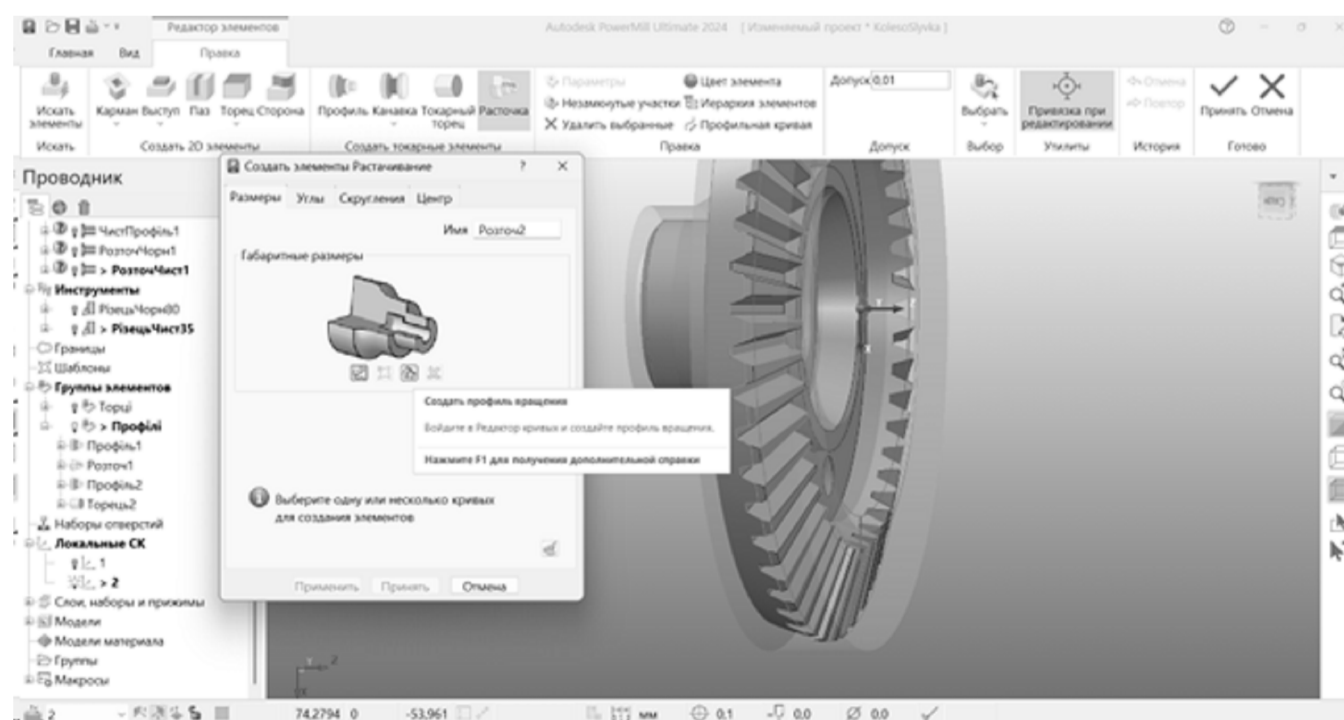 Редактор элементов
Autodesk PowerMill Ultimate 2024 [ Изменяемый проект * KolesoSlyvka ]
Главная Вид Правка
Искать элементы
Карман Выступ Паз Торец Сторона
Профиль Канавка Токарный торец Расточка
Параметры
Незамкнутые участки
Удалить выбранные
Цвет элемента
Иерархия элементов
Профильная кривая
Допуск 0,01
Выбрать
Привязка при редактировании
Отмена
Повтор
Принять Отмена
Искать Создать 2D элементы Создать токарные элементы Правка Допуск Выбор Утилиты История Готово
Проводник
ЧистПрофіль1
РозточЧорн1
> РозточЧист1
Инструменты
РізецьЧорн80
> РізецьЧист35
Границы
Шаблоны
Группы элементов
Торці
> Профілі
Профіль1
Розточ1
Профіль2
Торець2
Наборы отверстий
Локальные СК
1
> 2
Слои, наборы и прижимы
Модели
Модели материала
Группы
Макросы
Создать элементы Растачивание ?
Размеры Углы Скругления Центр
Имя Розточ2
Габаритные размеры
Создать профиль вращения
Войдите в Редактор кривых и создайте профиль вращения.
Нажмите F1 для получения дополнительной справки
Выберите одну или несколько кривых
для создания элементов
Применить Принять Отмена
Z
2 74,2794 0 -53,961 мм 0.1 0,0 0,0